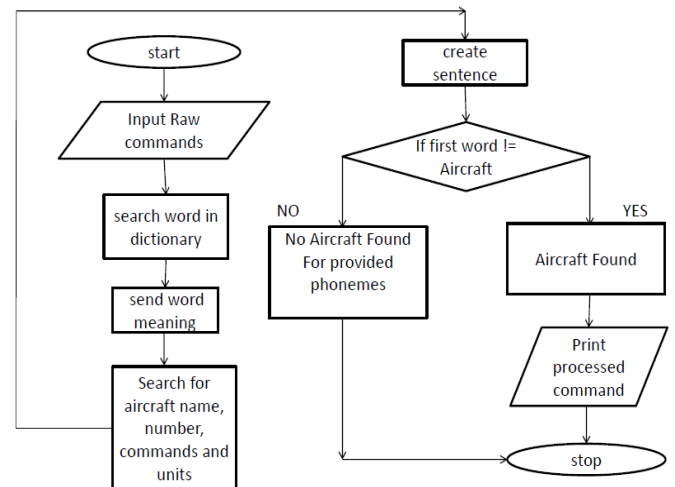 start
Input Raw
commands
search word in
dictionary
send word
meaning
Search for
aircraft name,
number,
commands and
units
create
sentence
If first word !=
Aircraft
NO
No Aircraft Found
For provided
phonemes
YES
Aircraft Found
Print
processed
command
stop